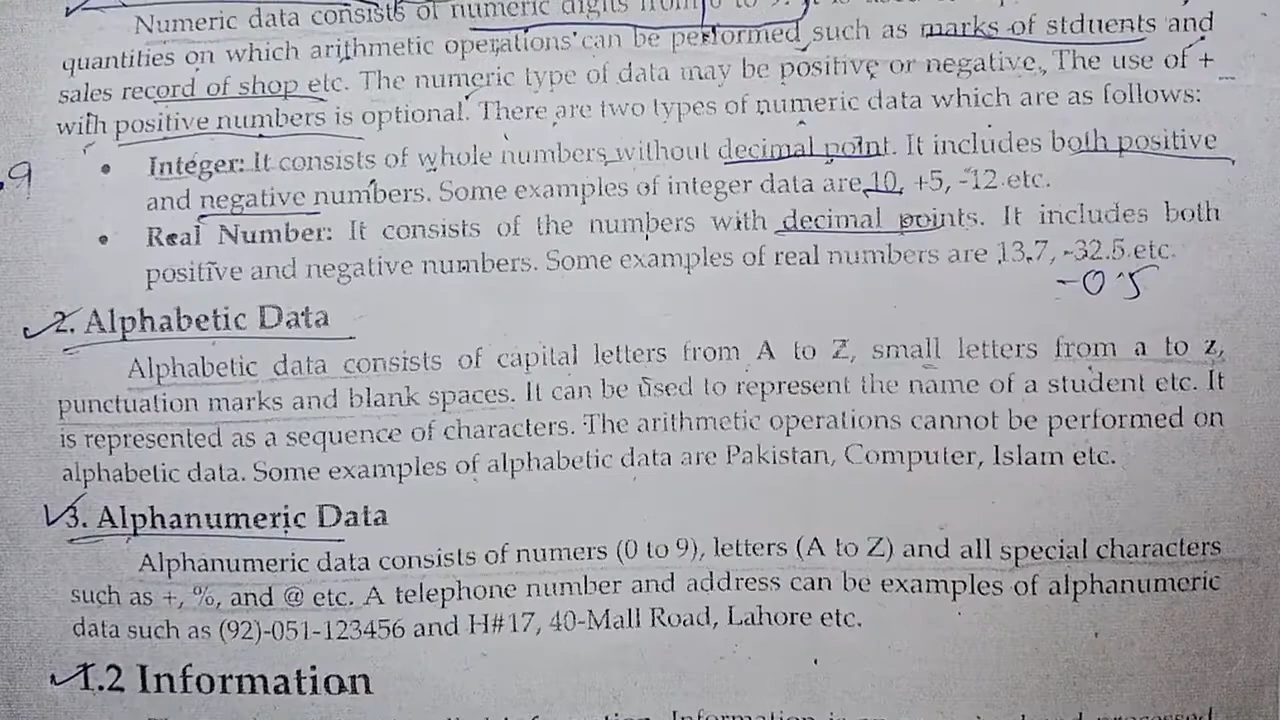 Numeric data consists of numeric digits from 0 to 9.
quantities on which arithmetic operations can be performed such as marks of stduents and
sales record of shop etc. The numeric type of data may be positive or negative. The use of +
with positive numbers is optional. There are two types of numeric data which are as follows:
• Integer: It consists of whole numbers without decimal point. It includes both positive
.9
and negative numbers. Some examples of integer data are 10, +5, -12 etc.
• Real Number: It consists of the numbers with decimal points. It includes both
positive and negative numbers. Some examples of real numbers are 13.7, -32.5 etc.
-0.5
2. Alphabetic Data
Alphabetic data consists of capital letters from A to Z, small letters from a to z,
punctuation marks and blank spaces. It can be used to represent the name of a student etc. It
is represented as a sequence of characters. The arithmetic operations cannot be performed on
alphabetic data. Some examples of alphabetic data are Pakistan, Computer, Islam etc.
3. Alphanumeric Data
Alphanumeric data consists of numers (0 to 9), letters (A to Z) and all special characters
such as +, %, and @ etc. A telephone number and address can be examples of alphanumeric
data such as (92)-051-123456 and H#17, 40-Mall Road, Lahore etc.
1.2 Information